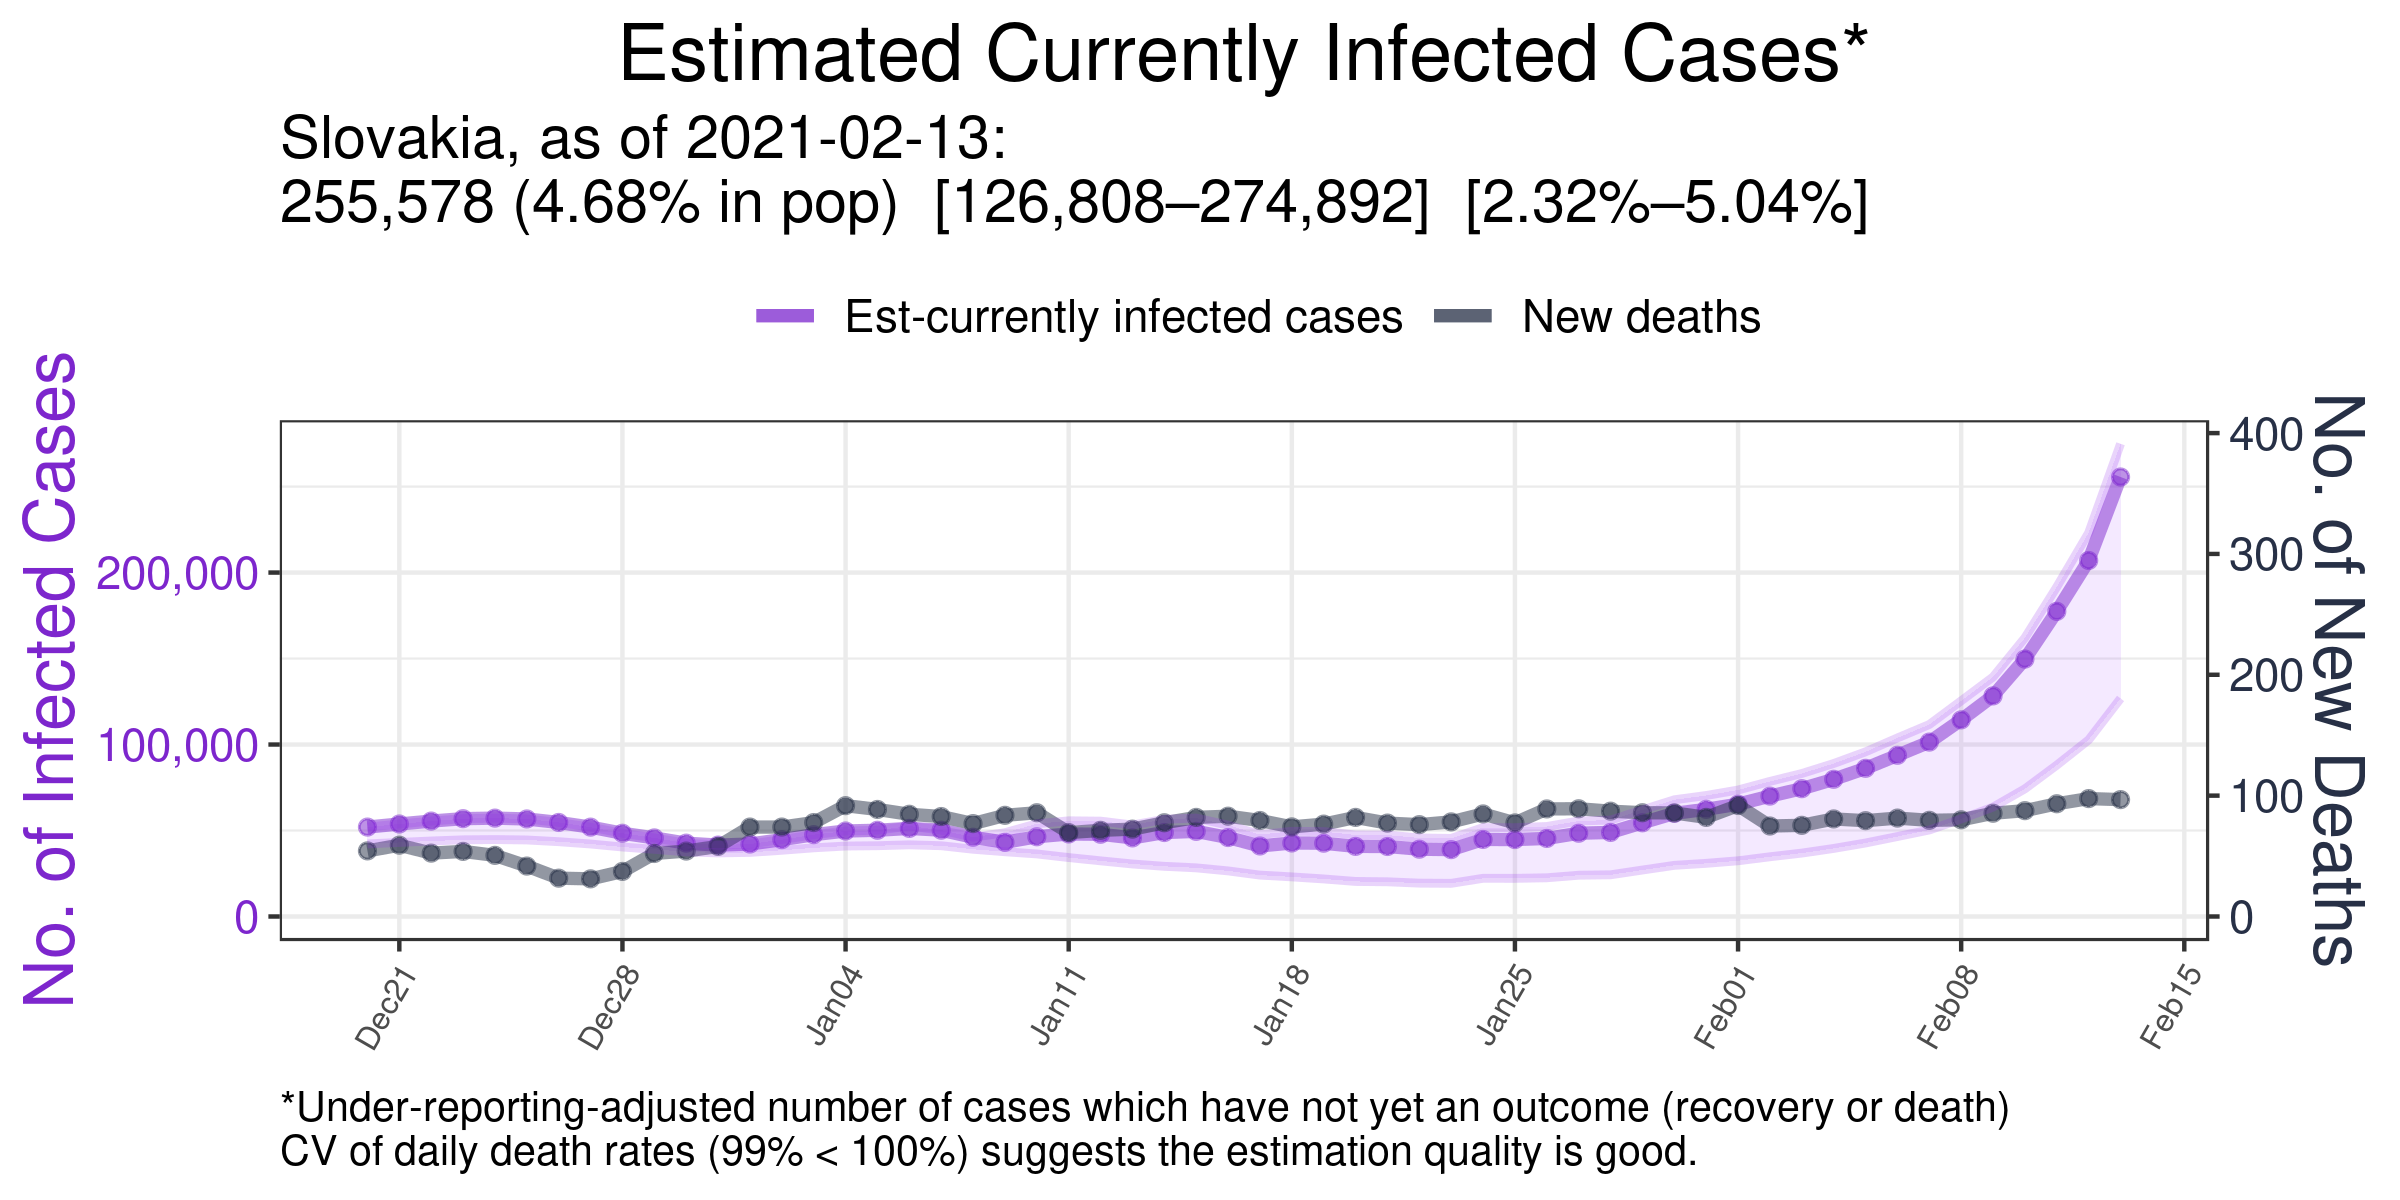 Estimated Currently Infected Cases*
Slovakia, as of 2021-02-13:
255,578 (4.68% in pop)  [126,808–274,892]  [2.32%–5.04%]
Est-currently infected cases
New deaths
No. of Infected Cases
200,000
100,000
0
400
300
200
100
0
No. of New Deaths
Dec21
Dec28
Jan04
Jan11
Jan18
Jan25
Feb01
Feb08
Feb15
*Under-reporting-adjusted number of cases which have not yet an outcome (recovery or death)
CV of daily death rates (99% < 100%) suggests the estimation quality is good.